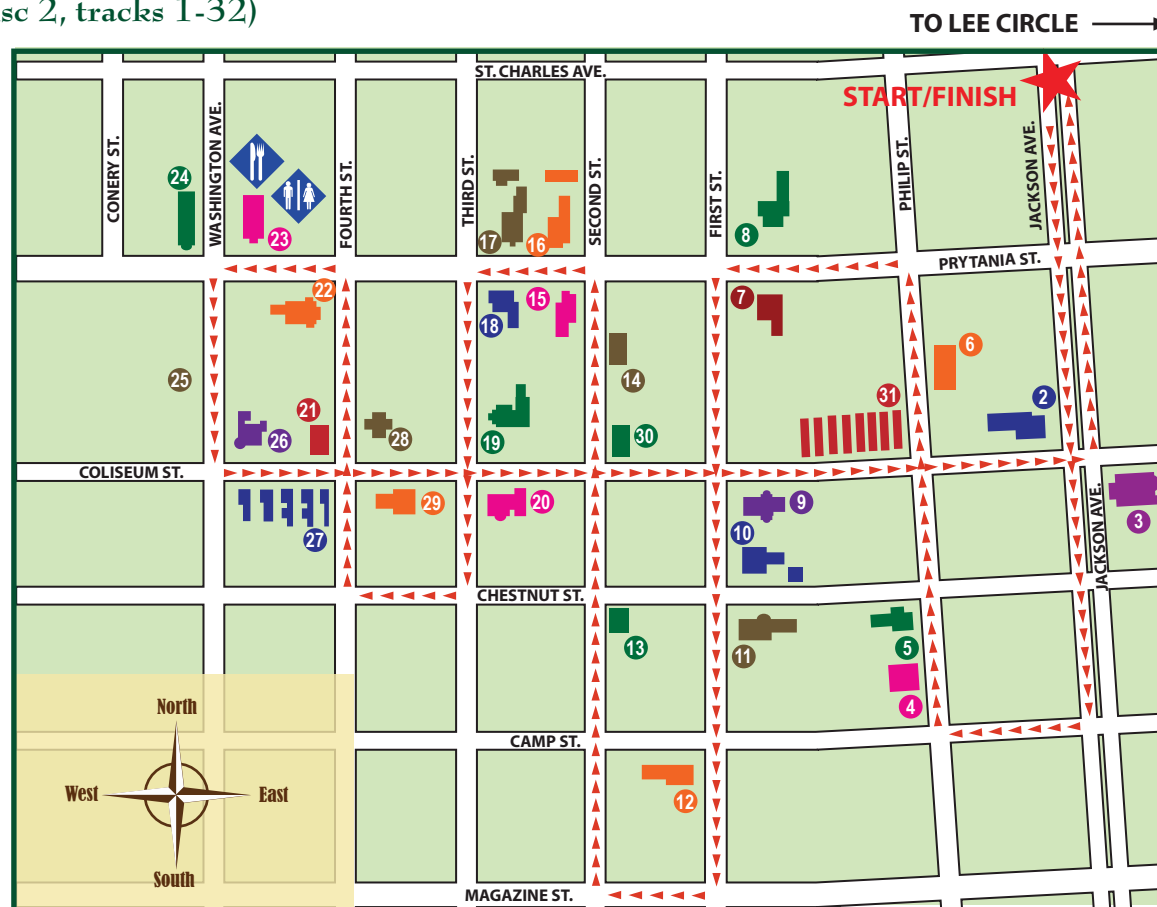 sc 2, tracks 1-32)
TO LEE CIRCLE
ST. CHARLES AVE.
START/FINISH
CONERY ST.
WASHINGTON AVE.
FOURTH ST.
THIRD ST.
SECOND ST.
FIRST ST.
PHILIP ST.
JACKSON AVE.
24
23
17
16
8
PRYTANIA ST.
22
18
15
7
6
14
25
21
26
28
19
30
31
2
COLISEUM ST.
27
29
20
9
10
JACKSON AVE.
3
CHESTNUT ST.
13
11
5
4
North
West
East
South
CAMP ST.
12
MAGAZINE ST.